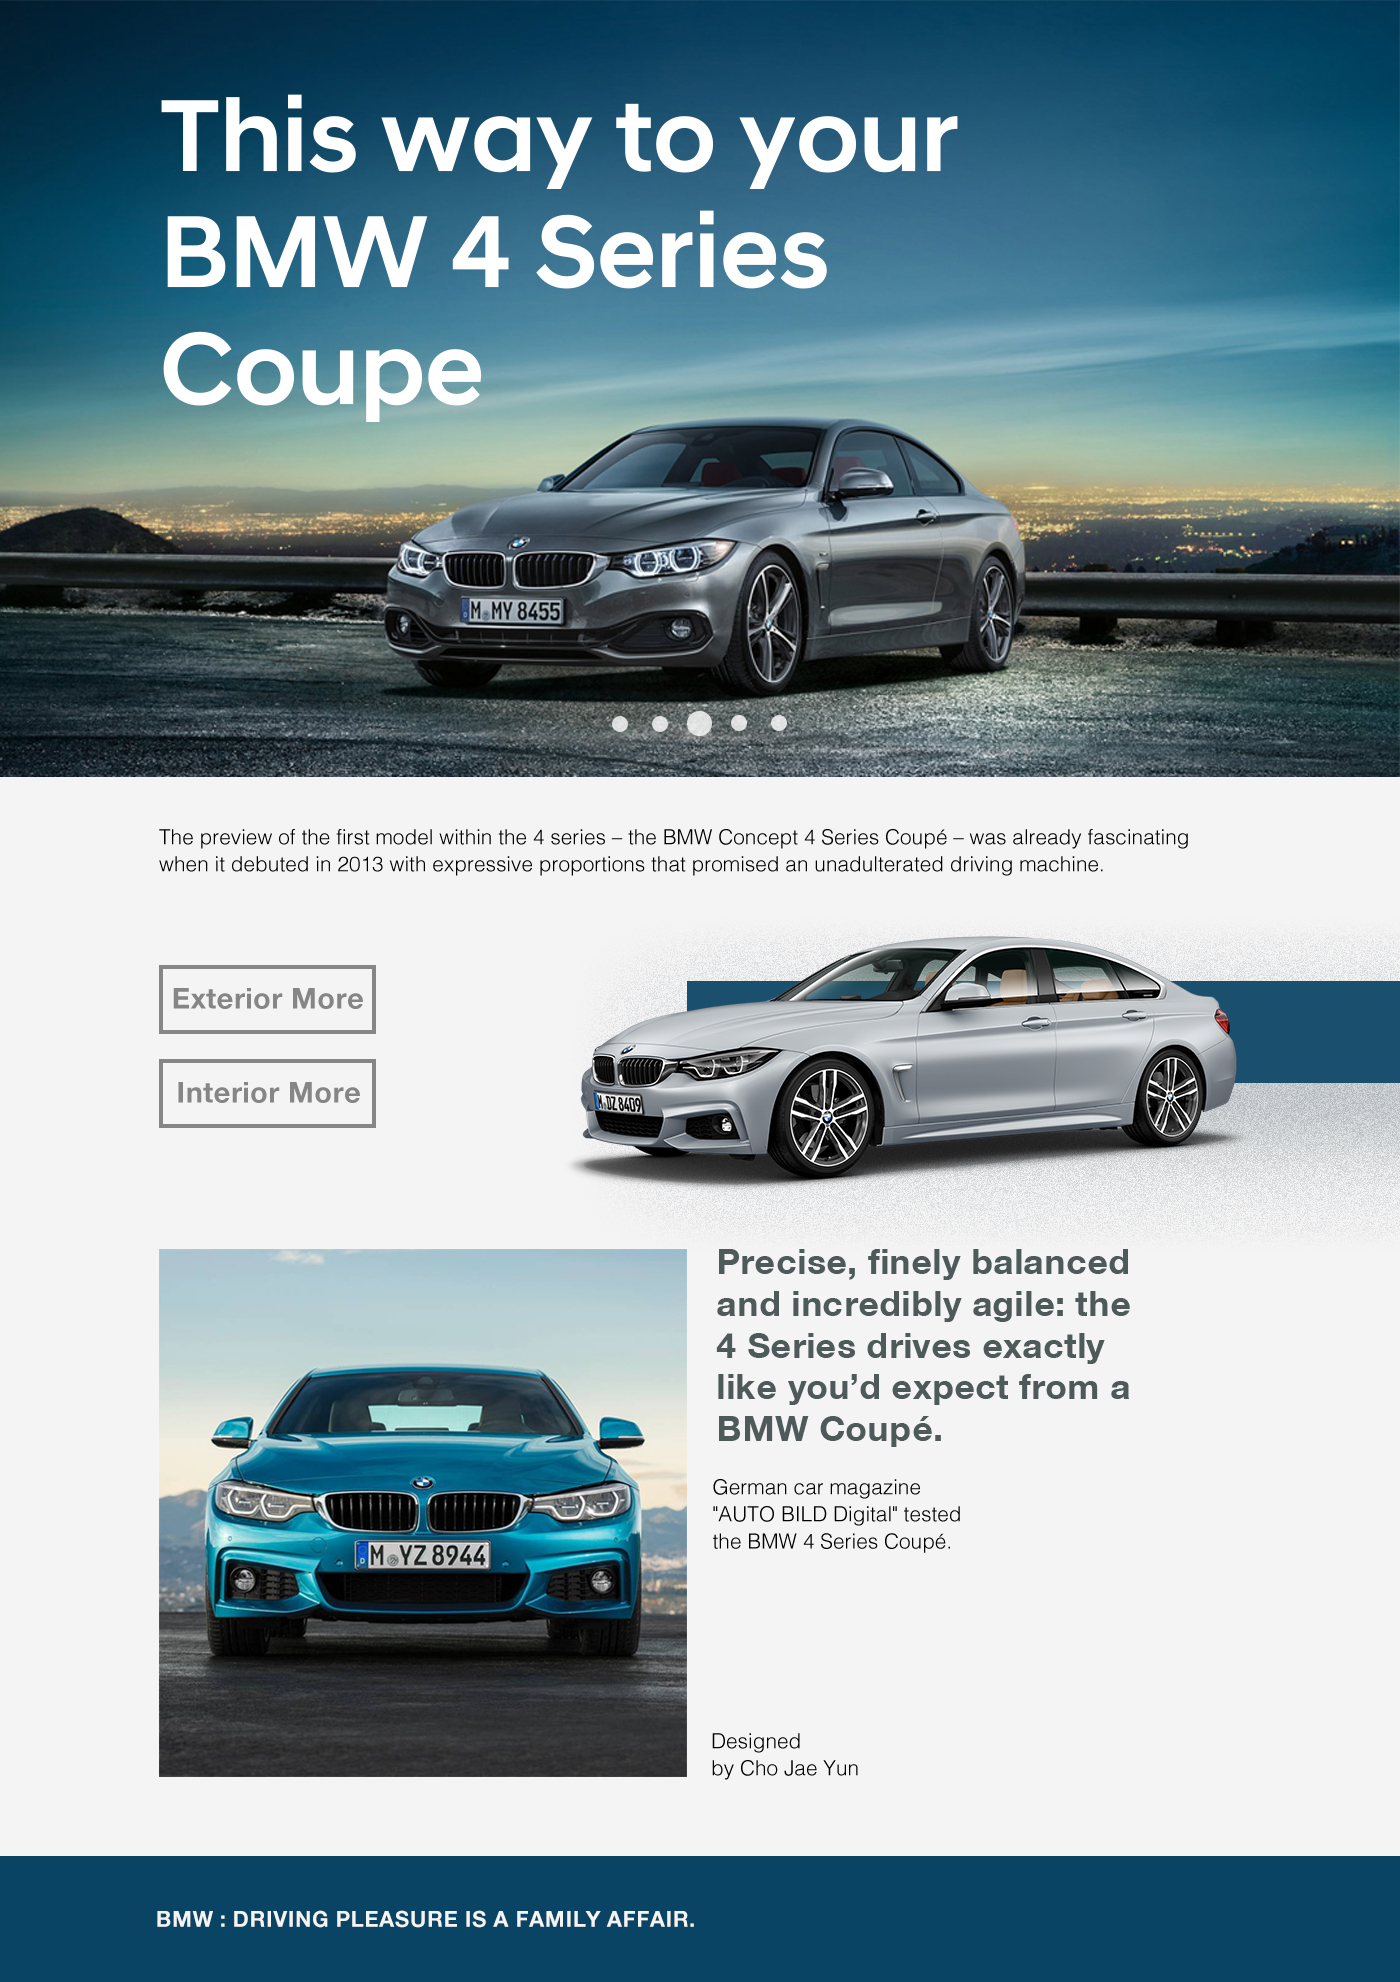 This way to your
BMW 4 Series
Coupe
M MY 8455
The preview of the first model within the 4 series – the BMW Concept 4 Series Coupé – was already fascinating
when it debuted in 2013 with expressive proportions that promised an unadulterated driving machine.
Exterior More
Interior More
M DZ 8409
Precise, finely balanced
and incredibly agile: the
4 Series drives exactly
like you’d expect from a
BMW Coupé.
German car magazine
"AUTO BILD Digital" tested
the BMW 4 Series Coupé.
D M YZ 8944
Designed
by Cho Jae Yun
BMW : DRIVING PLEASURE IS A FAMILY AFFAIR.